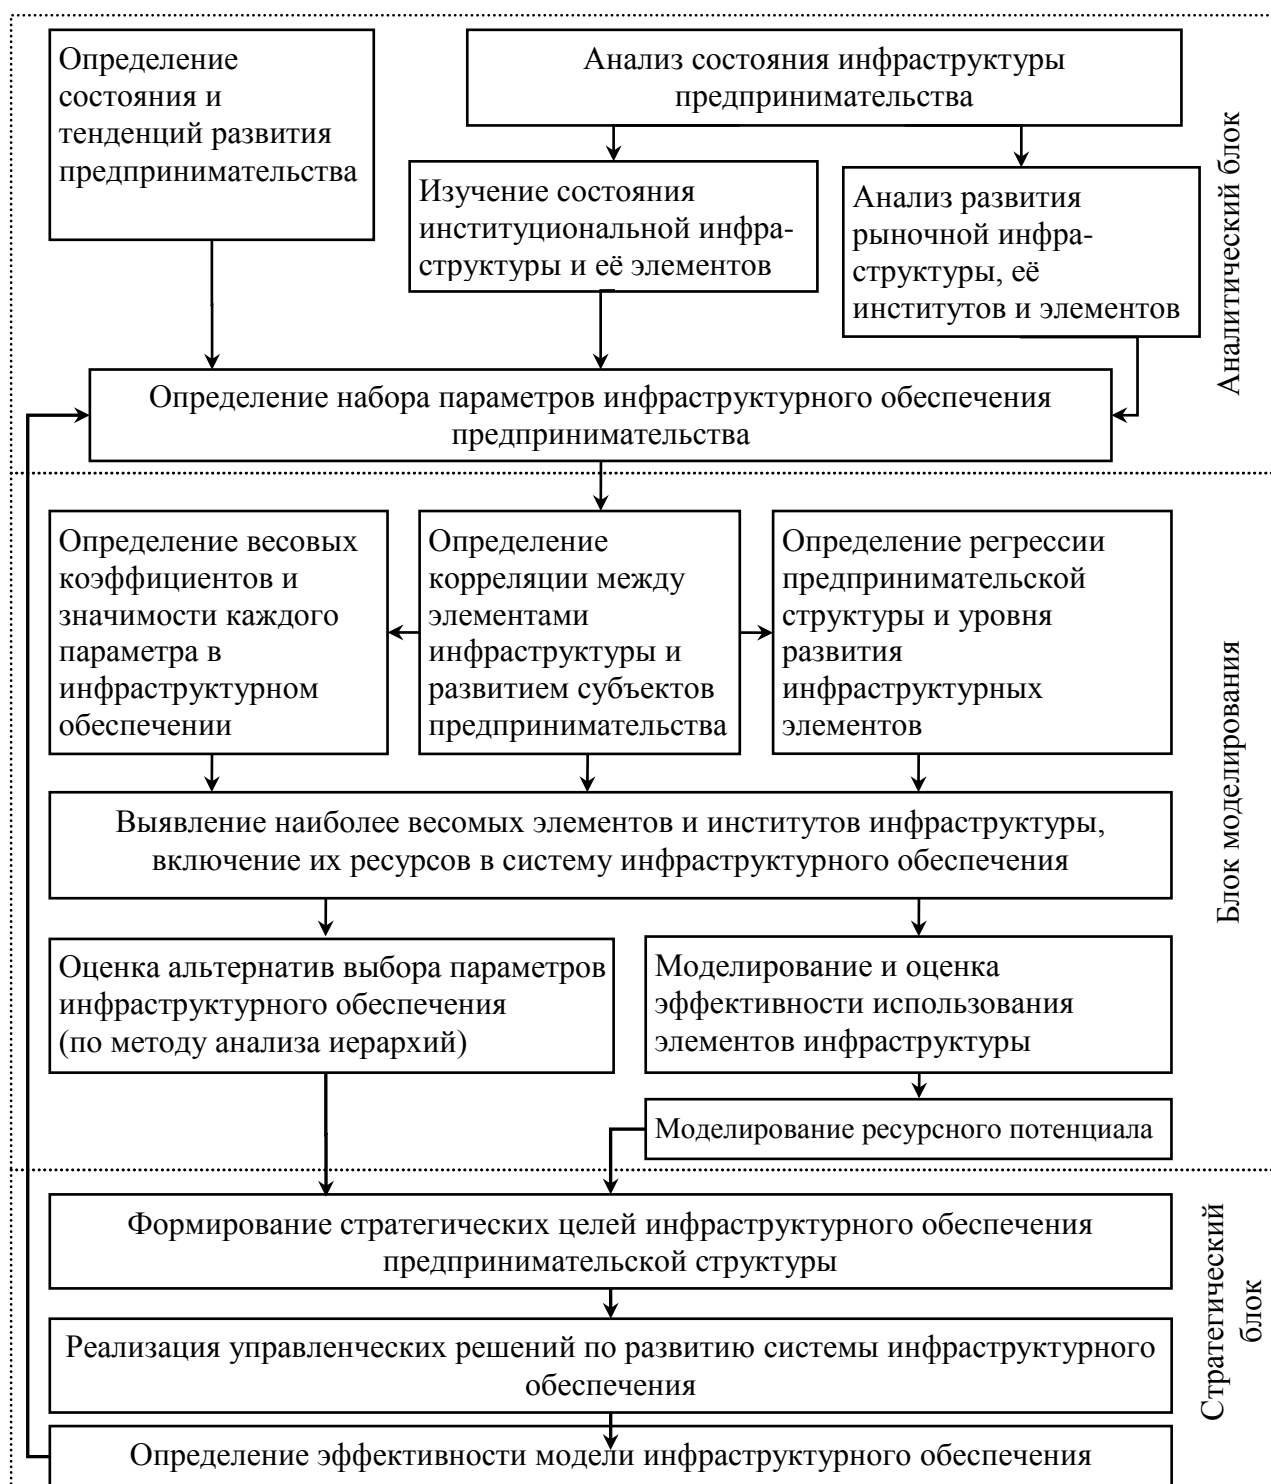 Определение
состояния и
тенденций развития
предпринимательства
Анализ состояния инфраструктуры
предпринимательства
Изучение состояния
институциональной инфра-
структуры и её элементов
Анализ развития
рыночной инфра-
структуры, её
институтов и элементов
Определение набора параметров инфраструктурного обеспечения
предпринимательства
Аналитический блок
Определение весовых
коэффициентов и
значимости каждого
параметра в
инфраструктурном
обеспечении
Определение
корреляции между
элементами
инфраструктуры и
развитием субъектов
предпринимательства
Определение регрессии
предпринимательской
структуры и уровня
развития
инфраструктурных
элементов
Выявление наиболее весомых элементов и институтов инфраструктуры,
включение их ресурсов в систему инфраструктурного обеспечения
Оценка альтернатив выбора параметров
инфраструктурного обеспечения
(по методу анализа иерархий)
Моделирование и оценка
эффективности использования
элементов инфраструктуры
Моделирование ресурсного потенциала
Блок моделирования
Формирование стратегических целей инфраструктурного обеспечения
предпринимательской структуры
Реализация управленческих решений по развитию системы инфраструктурного
обеспечения
Определение эффективности модели инфраструктурного обеспечения
Стратегический
блок